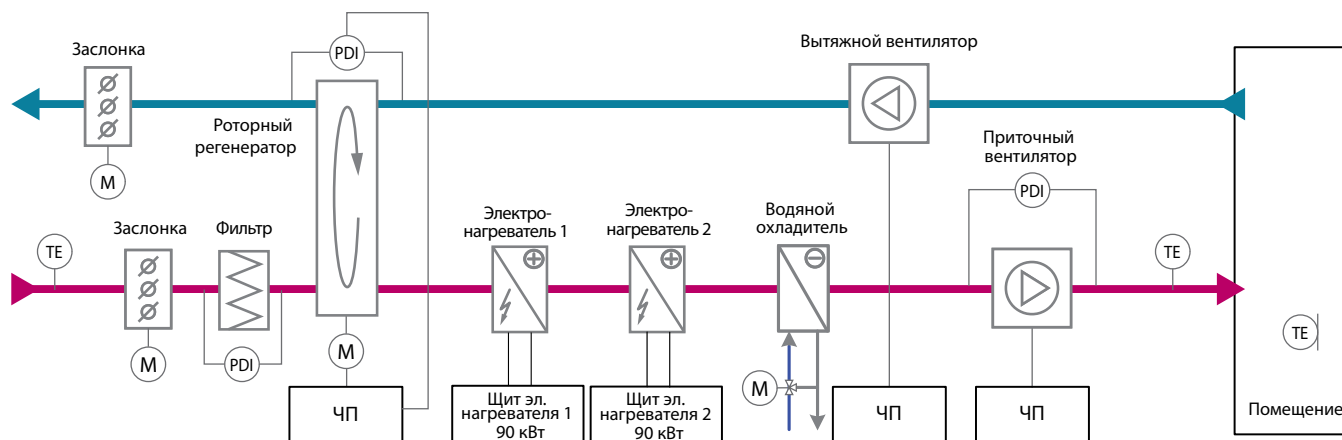 Заслонка
PDI
Вытяжной вентилятор
Роторный
регенератор
Приточный
вентилятор
M
PDI
Заслонка
Фильтр
Электро-
нагреватель 1
Электро-
нагреватель 2
Водяной
охладитель
TE
TE
TE
M
PDI
M
M
ЧП
Щит эл.
нагревателя 1
90 кВт
Щит эл.
нагревателя 2
90 кВт
ЧП
ЧП
Помещение